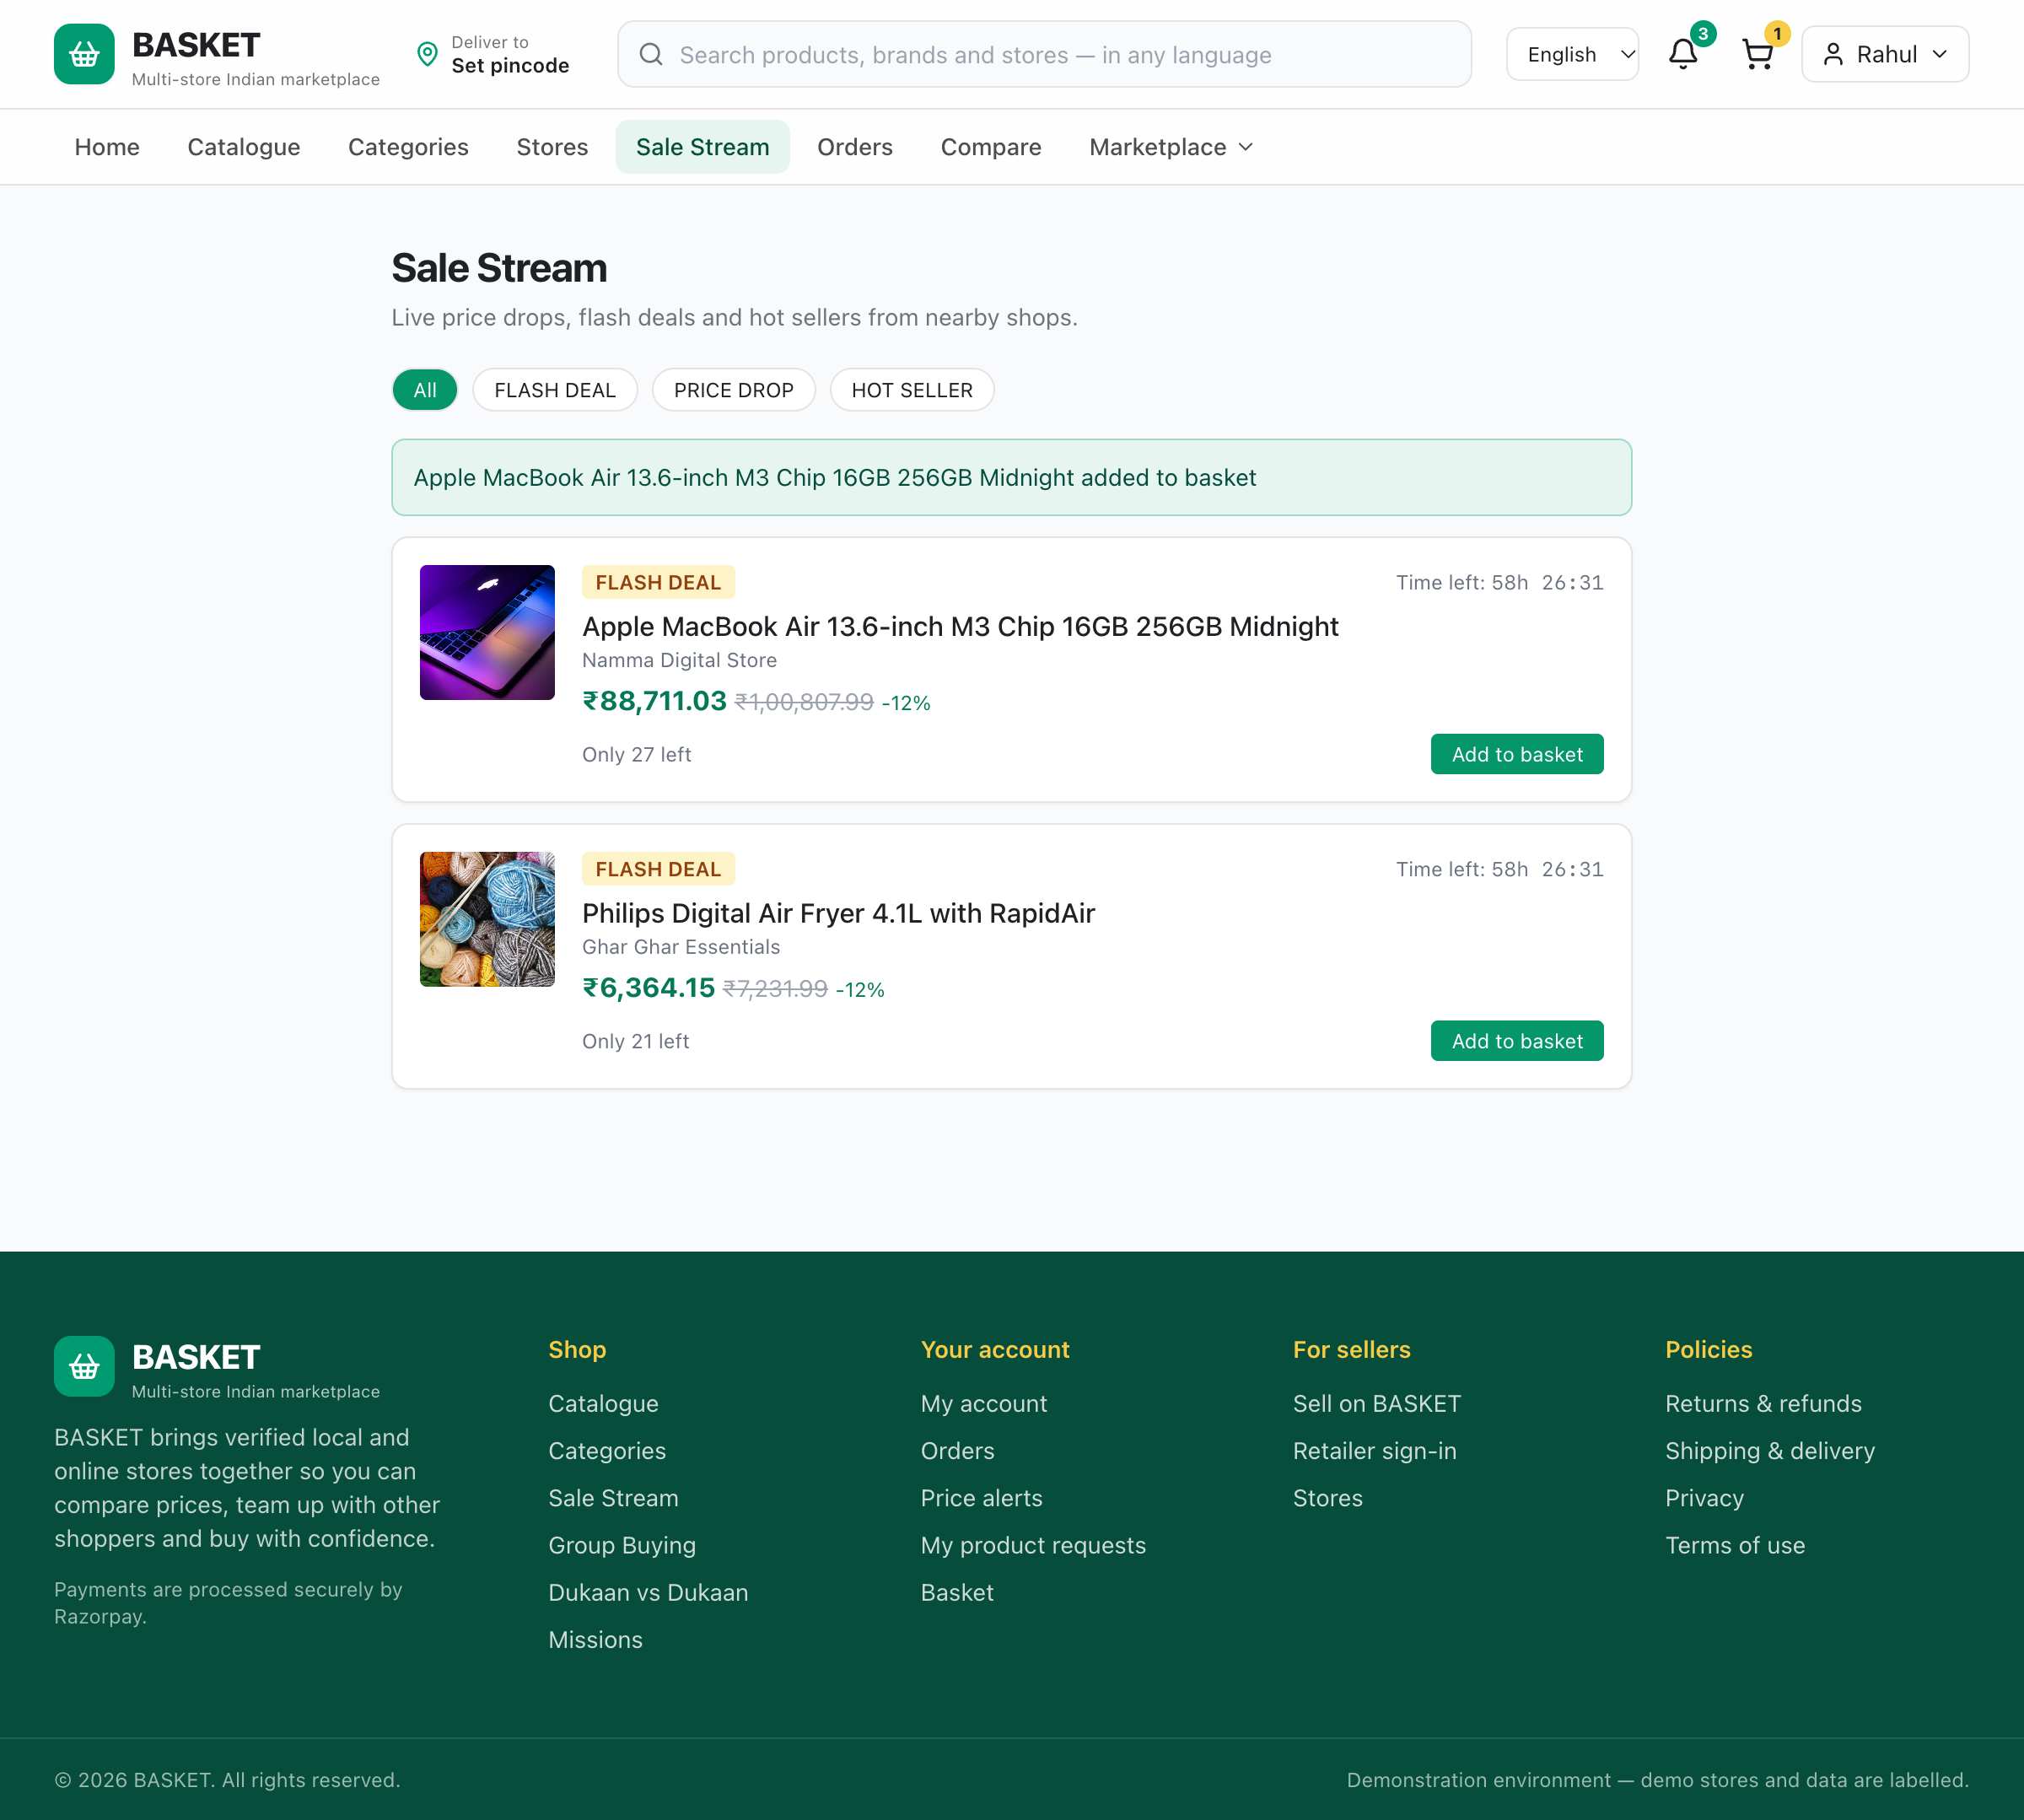 BASKET
Multi-store Indian marketplace
Deliver to
Set pincode
Search products, brands and stores — in any language
English
3
1
Rahul
Home
Catalogue
Categories
Stores
Sale Stream
Orders
Compare
Marketplace
Sale Stream
Live price drops, flash deals and hot sellers from nearby shops.
All
FLASH DEAL
PRICE DROP
HOT SELLER
Apple MacBook Air 13.6-inch M3 Chip 16GB 256GB Midnight added to basket
FLASH DEAL
Time left: 58h 26:31
Apple MacBook Air 13.6-inch M3 Chip 16GB 256GB Midnight
Namma Digital Store
₹88,711.03 ₹1,00,807.99 -12%
Only 27 left
Add to basket
FLASH DEAL
Time left: 58h 26:31
Philips Digital Air Fryer 4.1L with RapidAir
Ghar Ghar Essentials
₹6,364.15 ₹7,231.99 -12%
Only 21 left
Add to basket
BASKET
Multi-store Indian marketplace
BASKET brings verified local and
online stores together so you can
compare prices, team up with other
shoppers and buy with confidence.
Payments are processed securely by
Razorpay.
Shop
Catalogue
Categories
Sale Stream
Group Buying
Dukaan vs Dukaan
Missions
Your account
My account
Orders
Price alerts
My product requests
Basket
For sellers
Sell on BASKET
Retailer sign-in
Stores
Policies
Returns & refunds
Shipping & delivery
Privacy
Terms of use
© 2026 BASKET. All rights reserved.
Demonstration environment — demo stores and data are labelled.